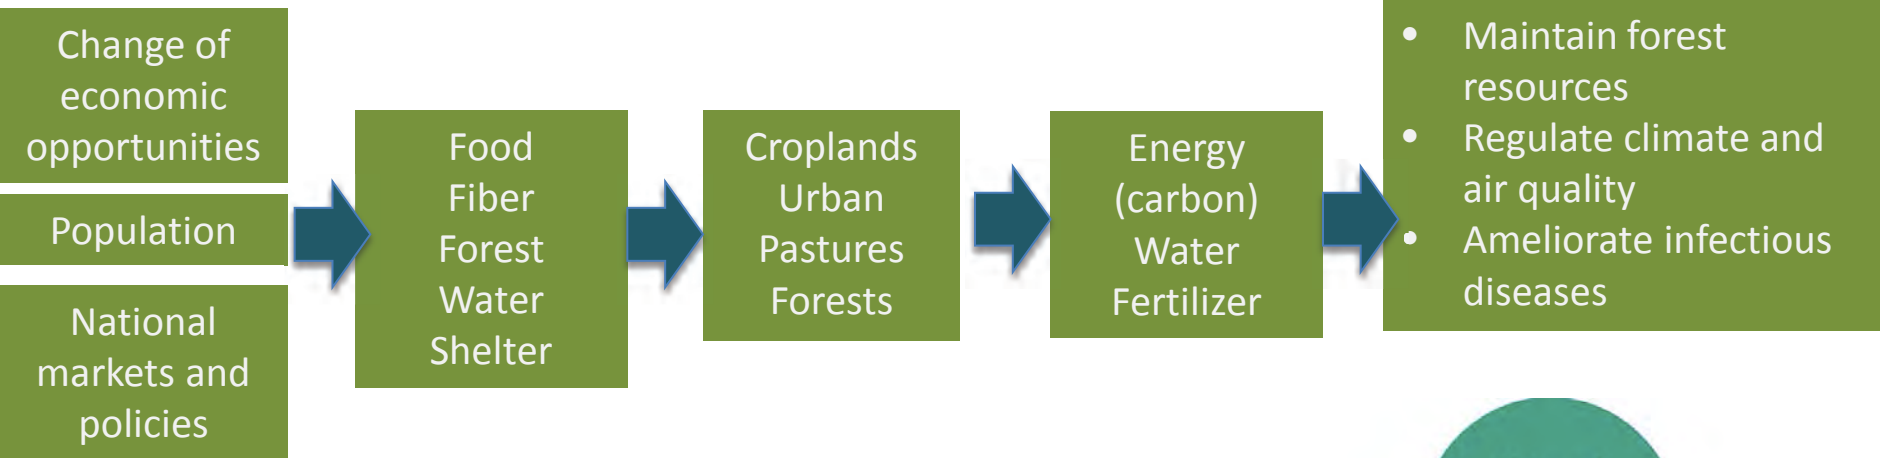 Change of
economic
opportunities
Population
National
markets and
policies
Food
Fiber
Forest
Water
Shelter
Croplands
Urban
Pastures
Forests
Energy
(carbon)
Water
Fertilizer
• Maintain forest
resources
• Regulate climate and
air quality
• Ameliorate infectious
diseases